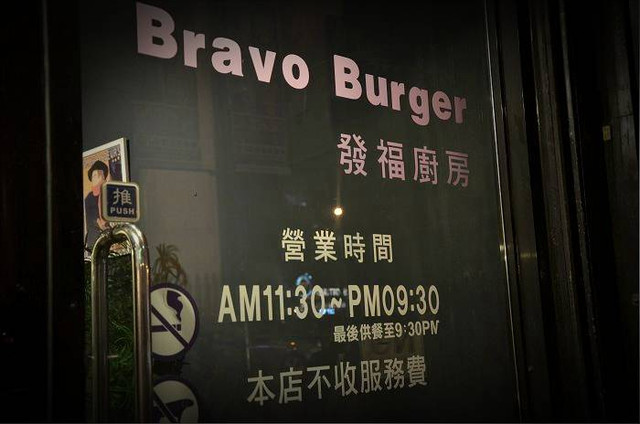 Bravo Burger
發福廚房
推
PUSH
營業時間
AM11:30~PM09:30
最後供餐至9:30PM
本店不收服務費